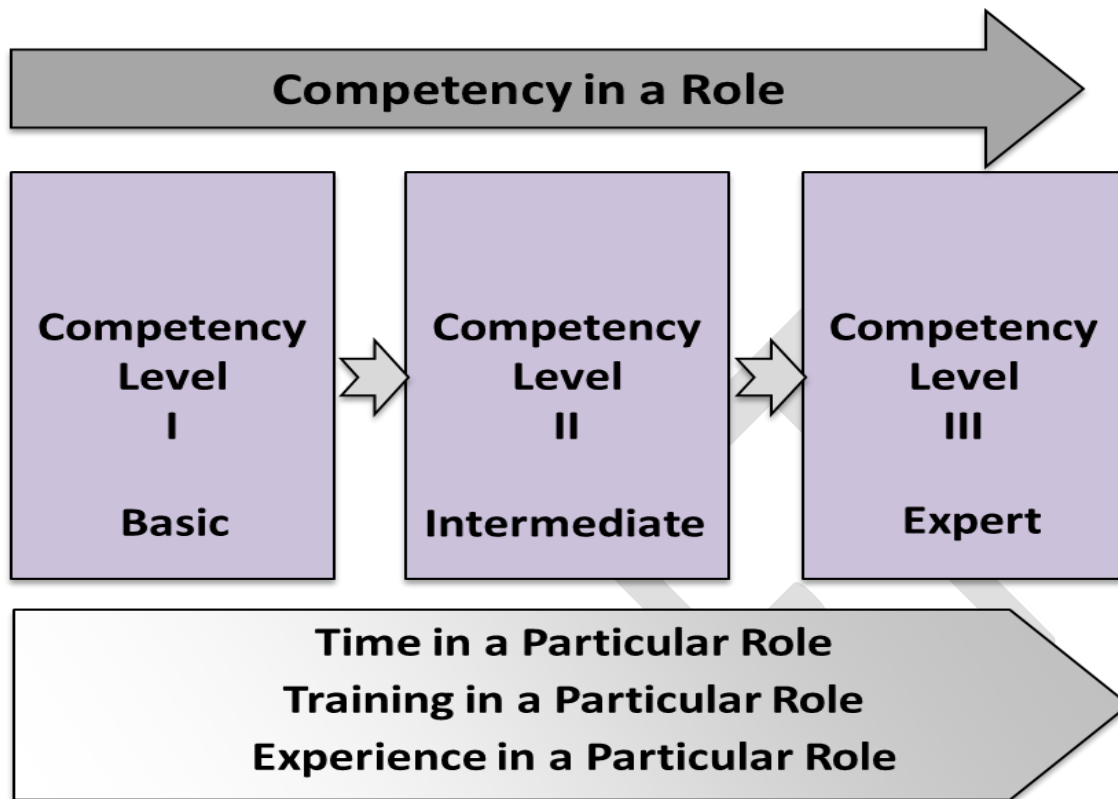 Competency in a Role
Competency
Level
I
Basic
Competency
Level
II
Intermediate
Competency
Level
III
Expert
Time in a Particular Role
Training in a Particular Role
Experience in a Particular Role